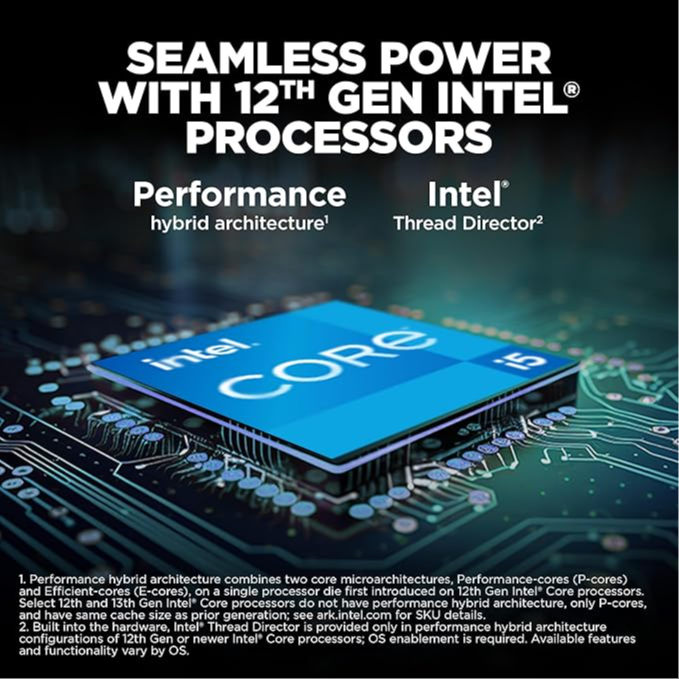 SEAMLESS POWER
WITH 12TH GEN INTEL®
PROCESSORS
Performance
hybrid architecture¹
Intel®
Thread Director²
intel.
CORE™
i5
1. Performance hybrid architecture combines two core microarchitectures, Performance-cores (P-cores)
and Efficient-cores (E-cores), on a single processor die first introduced on 12th Gen Intel® Core processors.
Select 12th and 13th Gen Intel® Core processors do not have performance hybrid architecture, only P-cores,
and have same cache size as prior generation; see ark.intel.com for SKU details.
2. Built into the hardware, Intel® Thread Director is provided only in performance hybrid architecture
configurations of 12th Gen or newer Intel® Core processors; OS enablement is required. Available features
and functionality vary by OS.